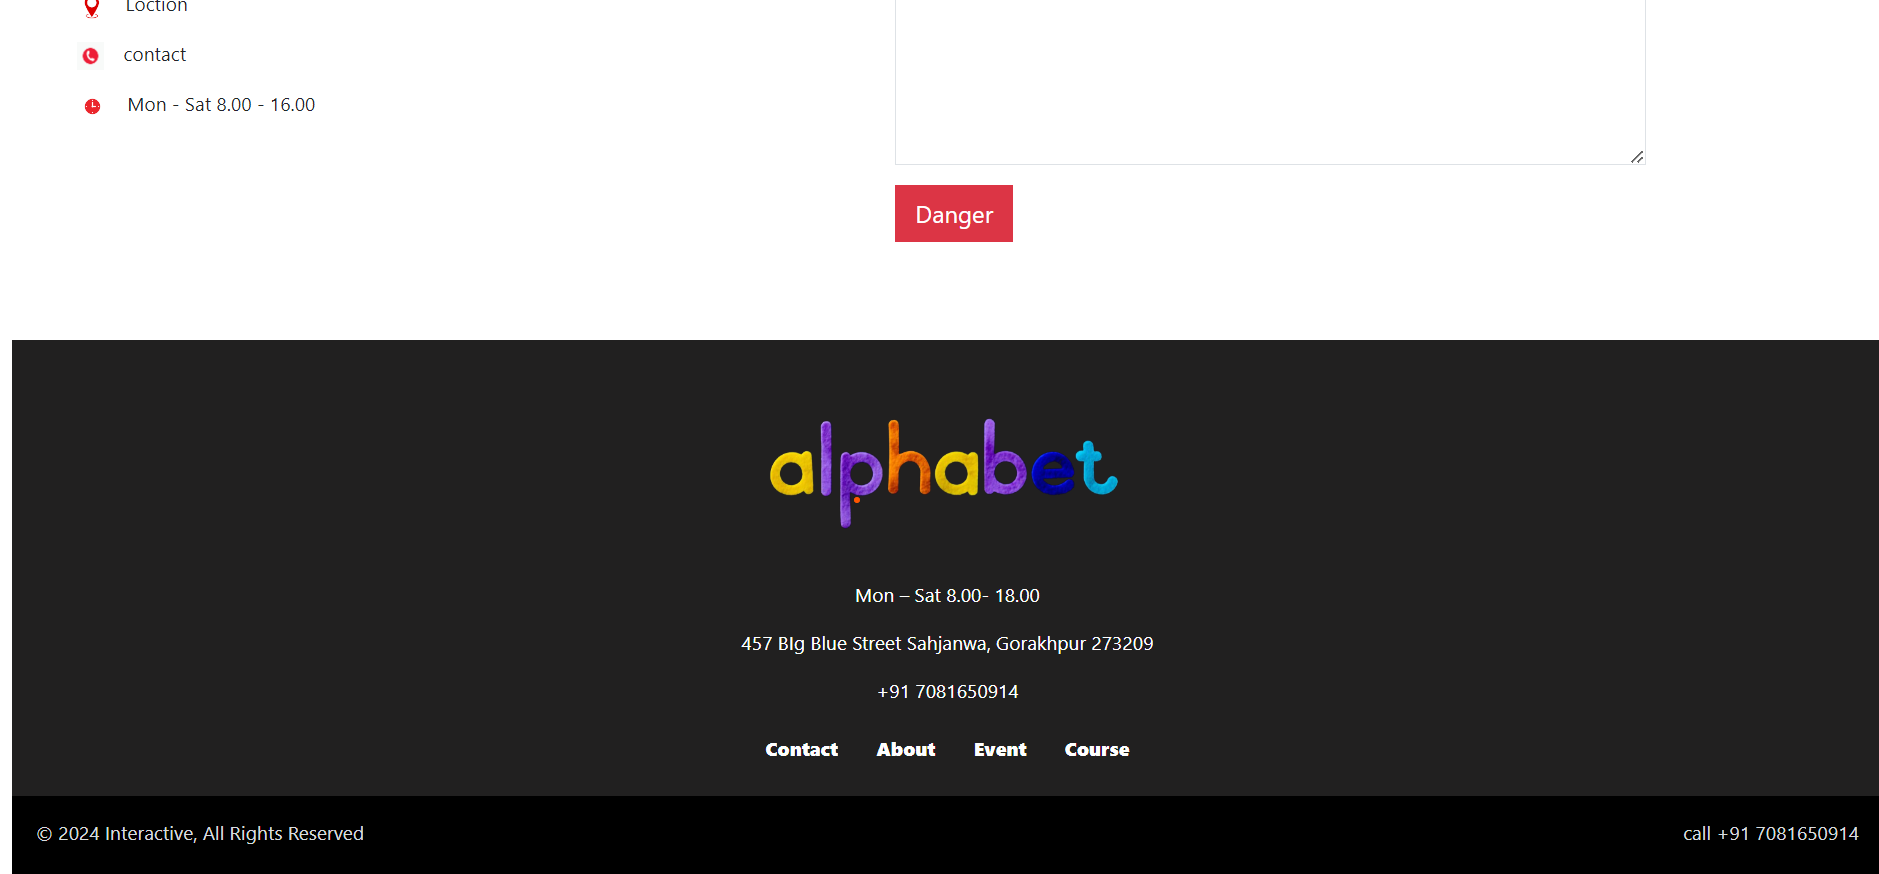 Loction
contact
Mon - Sat 8.00 - 16.00
Danger
alphabet
Mon – Sat 8.00- 18.00
457 BIg Blue Street Sahjanwa, Gorakhpur 273209
+91 7081650914
Contact About Event Course
© 2024 Interactive, All Rights Reserved
call +91 7081650914